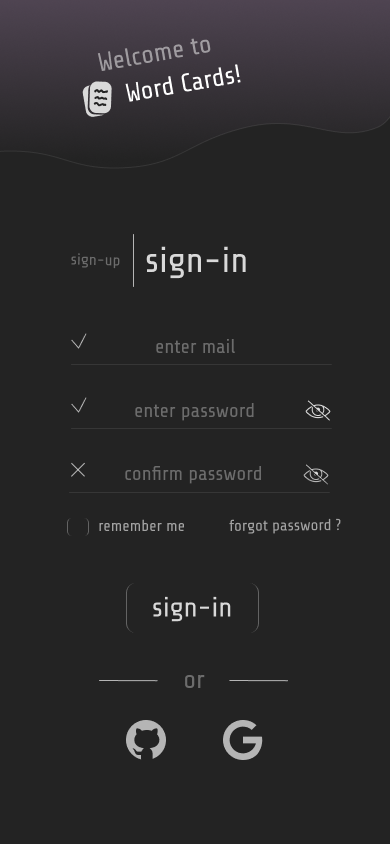 Welcome to
Word Cards!
sign-up sign-in
enter mail
enter password
confirm password
remember me forgot password ?
sign-in
or